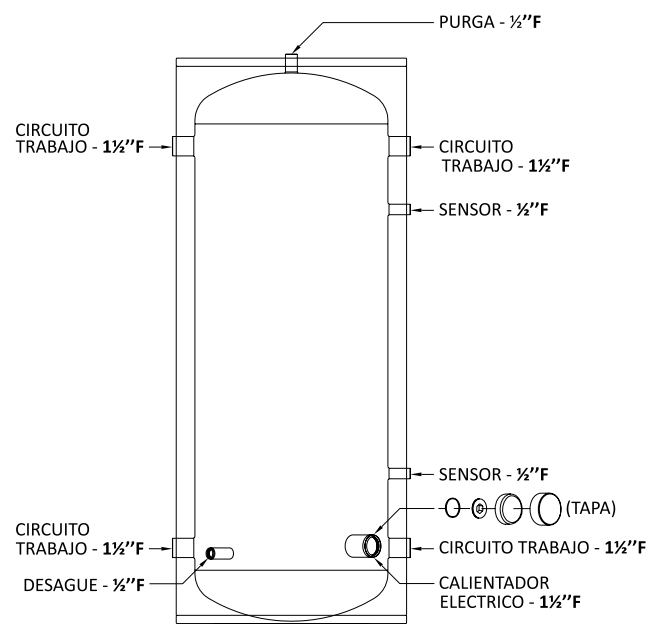 PURGA - ½’’F
CIRCUITO
TRABAJO - 1½’’F
CIRCUITO
TRABAJO - 1½’’F
SENSOR - ½’’F
SENSOR - ½’’F
(TAPA)
CIRCUITO
TRABAJO - 1½’’F
CIRCUITO TRABAJO - 1½’’F
DESAGUE - ½’’F
CALIENTADOR
ELECTRICO - 1½’’F